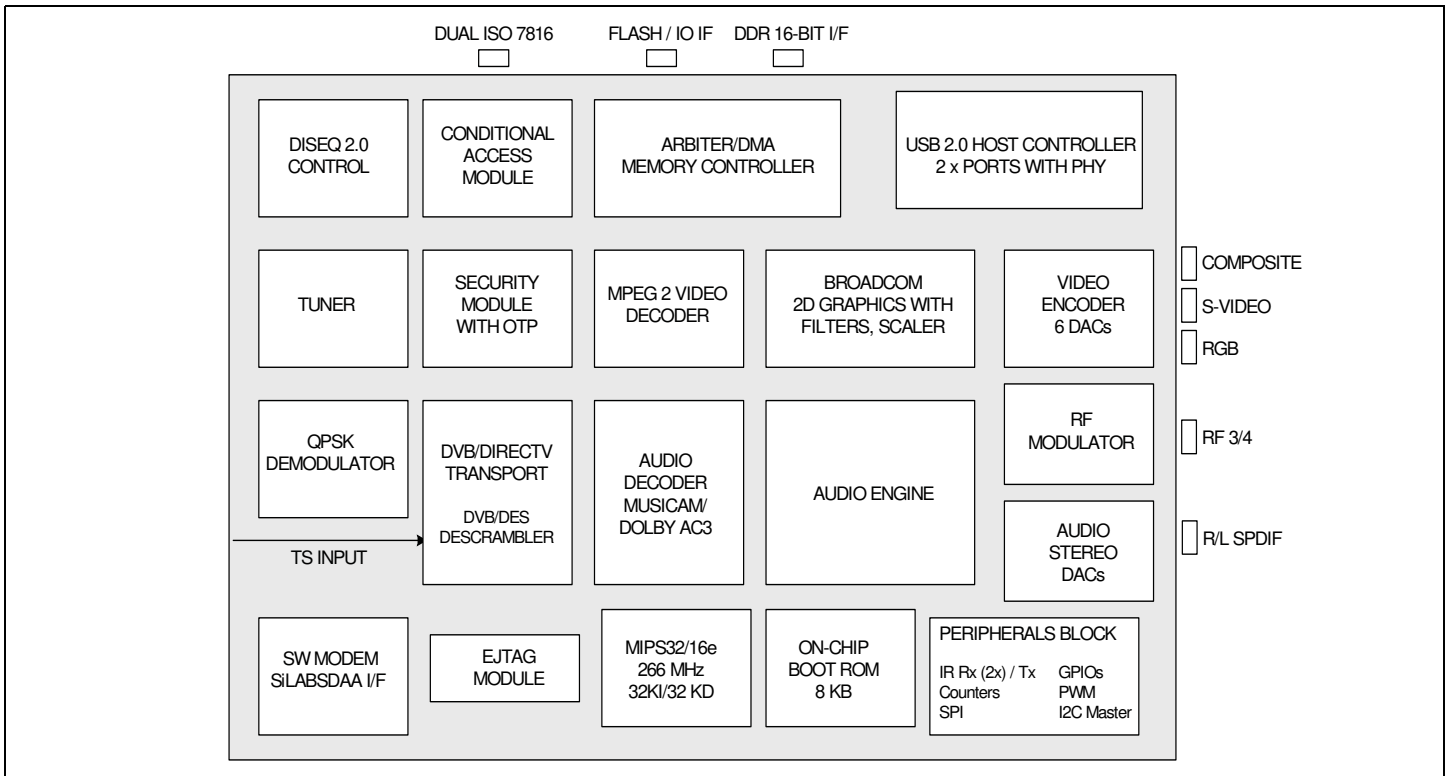 DUAL ISO 7816
FLASH / IO IF
DDR 16-BIT I/F
DISEQ 2.0
CONTROL
CONDITIONAL
ACCESS
MODULE
ARBITER/DMA
MEMORY CONTROLLER
USB 2.0 HOST CONTROLLER
2 x PORTS WITH PHY
TUNER
SECURITY
MODULE
WITH OTP
MPEG 2 VIDEO
DECODER
BROADCOM
2D GRAPHICS WITH
FILTERS, SCALER
VIDEO
ENCODER
6 DACs
COMPOSITE
S-VIDEO
RGB
QPSK
DEMODULATOR
DVB/DIRECTV
TRANSPORT
DVB/DES
DESCRAMBLER
AUDIO
DECODER
MUSICAM/
DOLBY AC3
AUDIO ENGINE
RF
MODULATOR
RF 3/4
TS INPUT
AUDIO
STEREO
DACs
R/L SPDIF
SW MODEM
SiLABSDAA I/F
EJTAG
MODULE
MIPS32/16e
266 MHz
32KI/32 KD
ON-CHIP
BOOT ROM
8 KB
PERIPHERALS BLOCK
IR Rx (2x) / Tx GPIOs
Counters PWM
SPI I2C Master